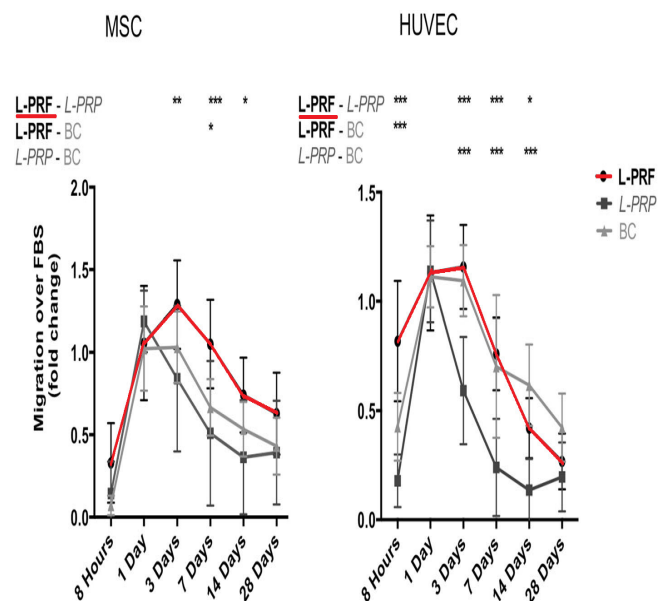 MSC
HUVEC
L-PRF - L-PRP ** *** *
L-PRF - BC *
L-PRP - BC
L-PRF - L-PRP *** *** *** *
L-PRF - BC ***
L-PRP - BC *** *** ***
L-PRF
L-PRP
BC
Migration over FBS
(fold change)
2.0
1.5
1.0
0.5
0.0
8 Hours
1 Day
3 Days
7 Days
14 Days
28 Days
1.5
1.0
0.5
0.0
8 Hours
1 Day
3 Days
7 Days
14 Days
28 Days